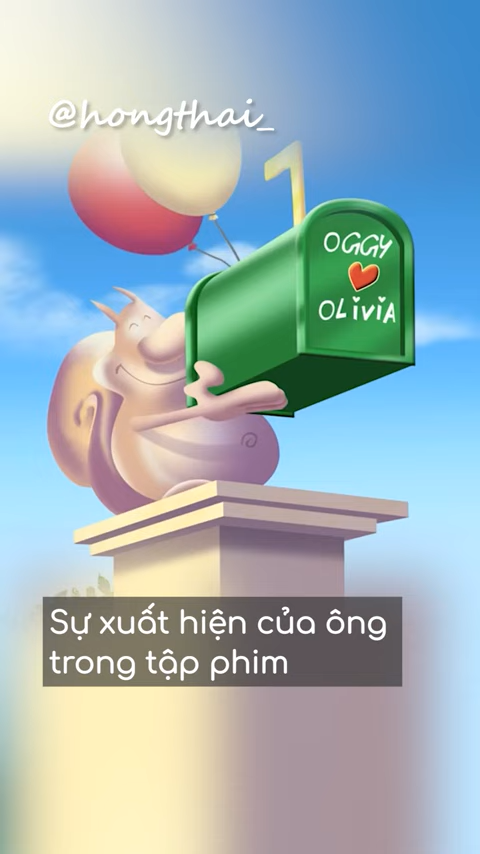 @hongthai_
OGGY
OLiViA
Sự xuất hiện của ông
trong tập phim